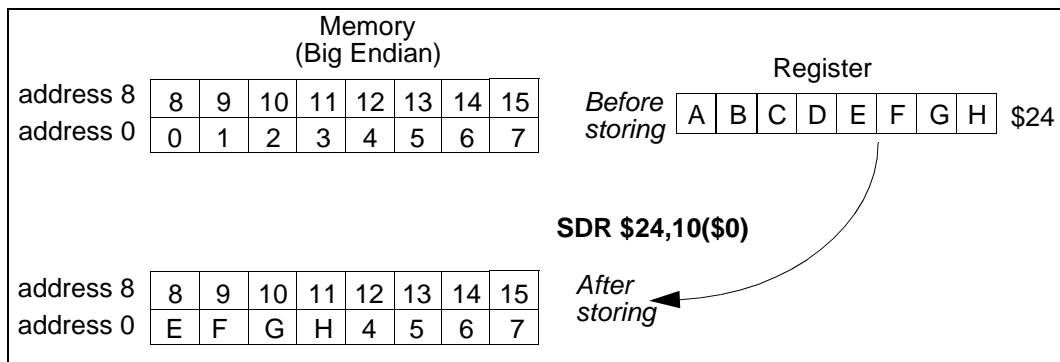 Memory
(Big Endian)
Register
address 8 8 9 10 11 12 13 14 15
address 0 0 1 2 3 4 5 6 7
Before
storing
A B C D E F G H $24
SDR $24,10($0)
address 8 8 9 10 11 12 13 14 15
address 0 E F G H 4 5 6 7
After
storing